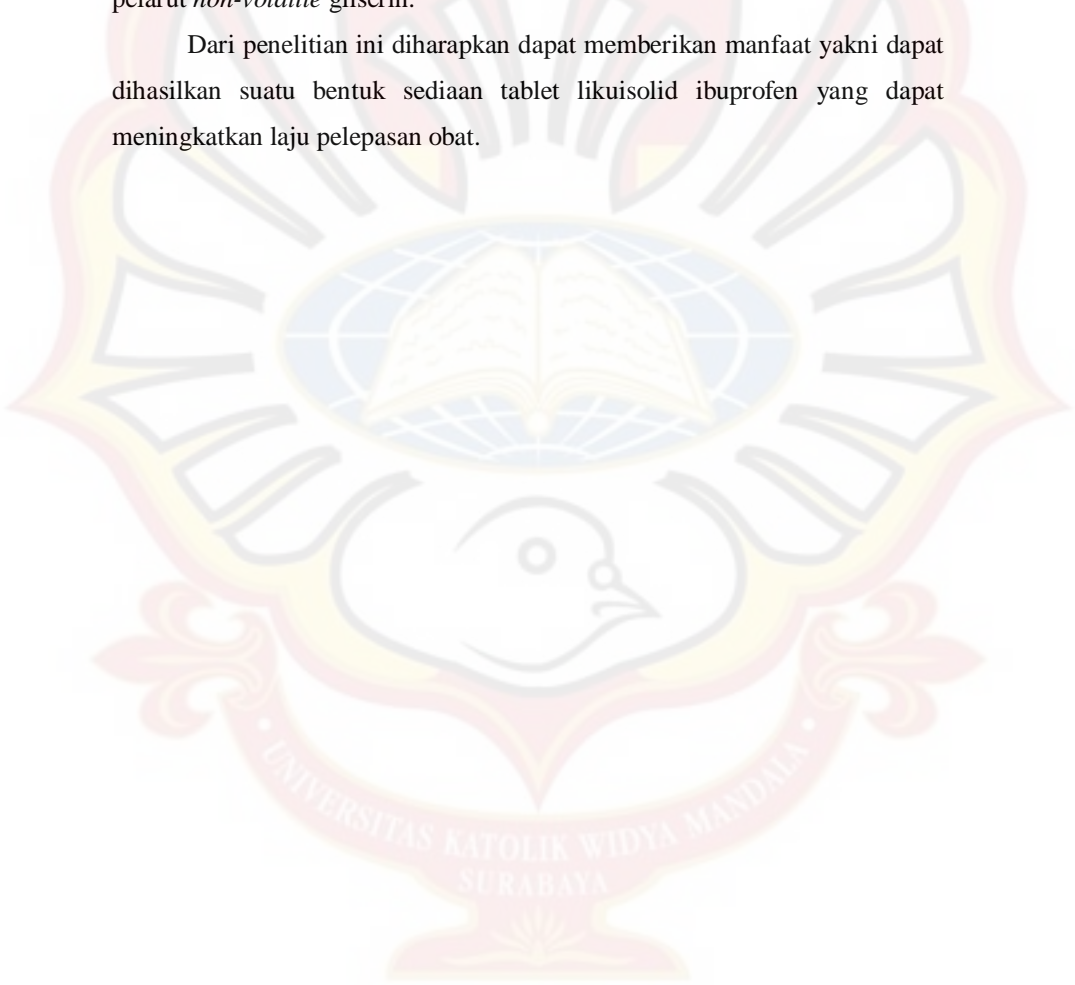 pelarut non-volatile gliserin.
Dari penelitian ini diharapkan dapat memberikan manfaat yakni dapat
dihasilkan suatu bentuk sediaan tablet likuisolid ibuprofen yang dapat
meningkatkan laju pelepasan obat.
UNIVERSITAS KATOLIK WIDYA MANDALA
SURABAYA